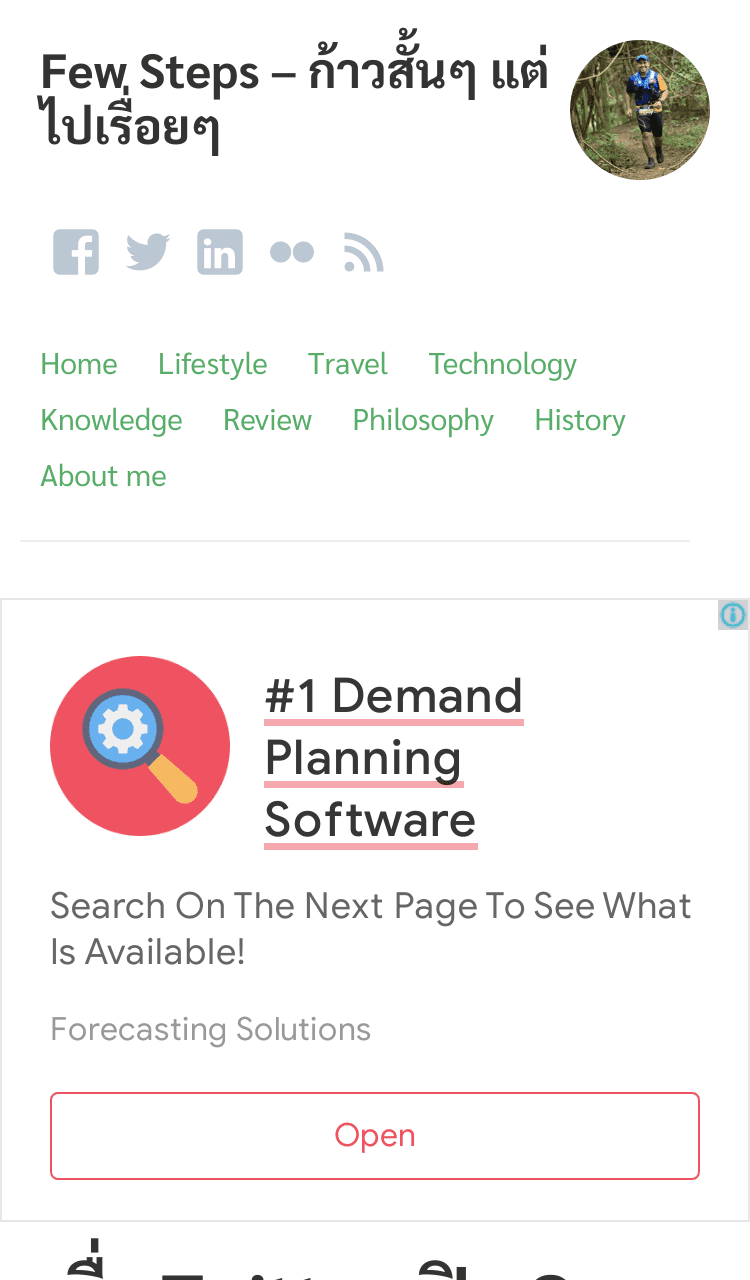 Few Steps – ก้าวสั้นๆ แต่
ไปเรื่อยๆ
Home Lifestyle Travel Technology
Knowledge Review Philosophy History
About me
#1 Demand
Planning
Software
Search On The Next Page To See What
Is Available!
Forecasting Solutions
Open